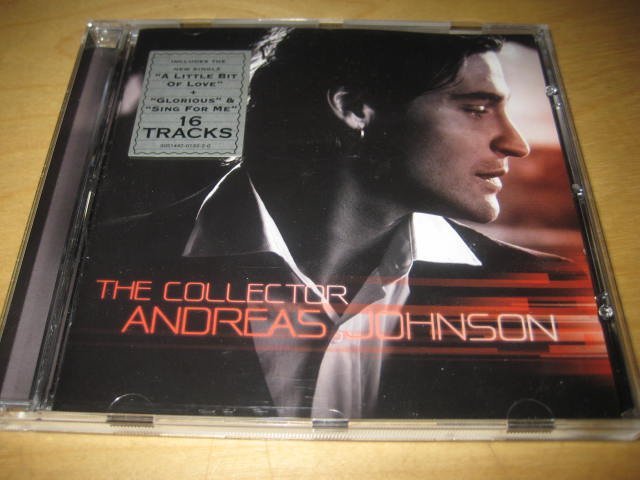 INCLUDES THE
NEW SINGLE
"A LITTLE BIT
OF LOVE"
+
"GLORIOUS" &
"SING FOR ME"
16
TRACKS
THE COLLECTOR
ANDREAS JOHNSON